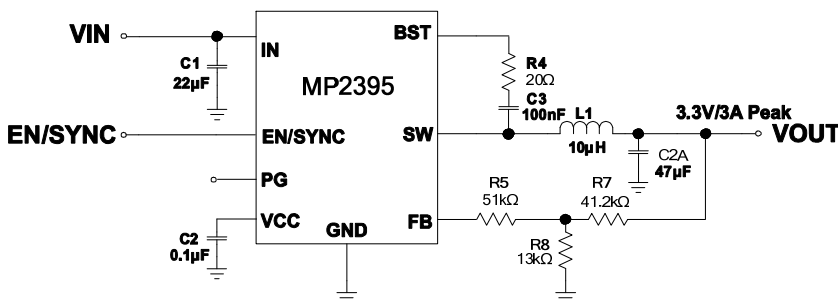 VIN
IN
C1
22µF
MP2395
BST
R4
20Ω
C3
100nF
EN/SYNC
EN/SYNC
SW
L1
10µH
3.3V/3A Peak
VOUT
C2A
47µF
PG
VCC
C2
0.1µF
GND
FB
R5
51kΩ
R7
41.2kΩ
R8
13kΩ